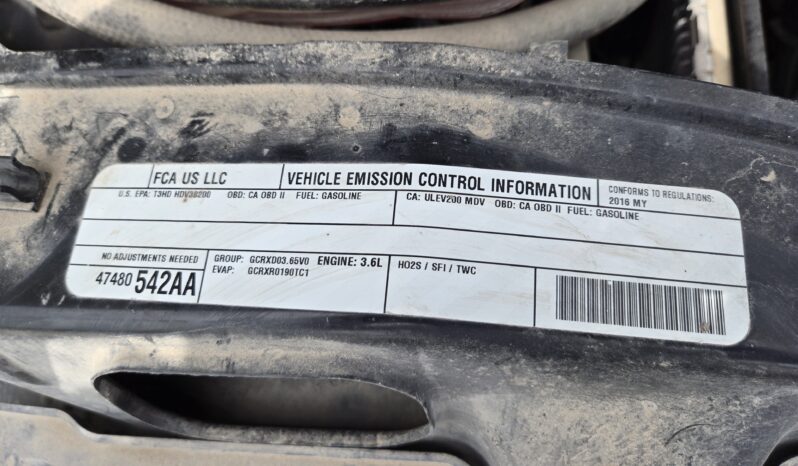 FCA US LLC
VEHICLE EMISSION CONTROL INFORMATION
CONFORMS TO REGULATIONS:
2016 MY
U.S. EPA: T3HD HDV3B200 OBD: CA OBD II FUEL: GASOLINE
CA: ULEV200 MDV OBD: CA OBD II FUEL: GASOLINE
NO ADJUSTMENTS NEEDED
47480 542AA
GROUP: GCRXD03.65V0 ENGINE: 3.6L
EVAP: GCRXR0190TC1
HO2S / SFI / TWC